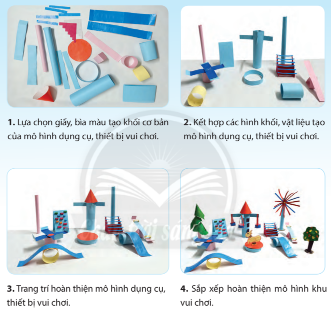 1. Lựa chọn giấy, bìa màu tạo khối cơ bản
của mô hình dụng cụ, thiết bị vui chơi.
2. Kết hợp các hình khối, vật liệu tạo
mô hình dụng cụ, thiết bị vui chơi.
3. Trang trí hoàn thiện mô hình dụng cụ,
thiết bị vui chơi.
4. Sắp xếp hoàn thiện mô hình khu
vui chơi.